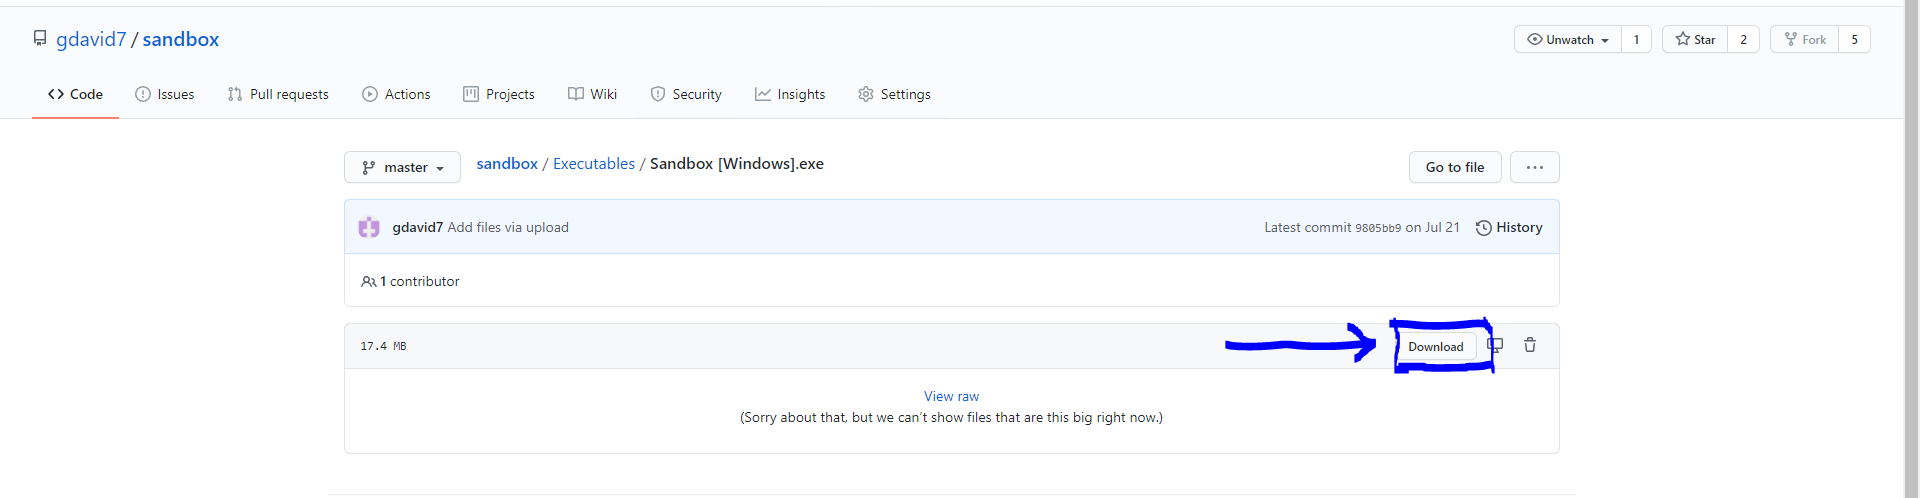 gdavid7 / sandbox
Unwatch 1 Star 2 Fork 5
Code Issues Pull requests Actions Projects Wiki Security Insights Settings
master sandbox / Executables / Sandbox [Windows].exe Go to file ...
gdavid7 Add files via upload Latest commit 9805bb9 on Jul 21 History
1 contributor
17.4 MB Download
View raw
(Sorry about that, but we can't show files that are this big right now.)